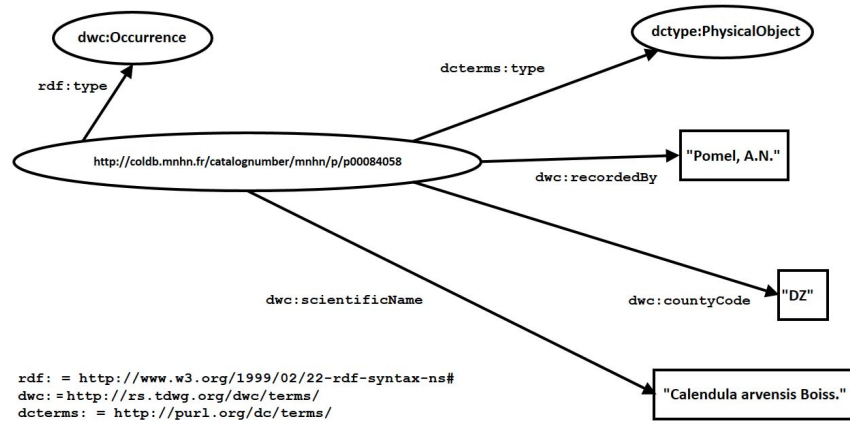 dwc:Occurrence
dctype:PhysicalObject
dcterms:type
rdf:type
http://coldb.mnhn.fr/catalognumber/mnhn/p/p00084058
"Pomel, A.N."
dwc:recordedBy
"DZ"
dwc:scientificName
dwc:countyCode
rdf: = http://www.w3.org/1999/02/22-rdf-syntax-ns#
dwc: = http://rs.tdwg.org/dwc/terms/
dcterms: = http://purl.org/dc/terms/
"Calendula arvensis Boiss."